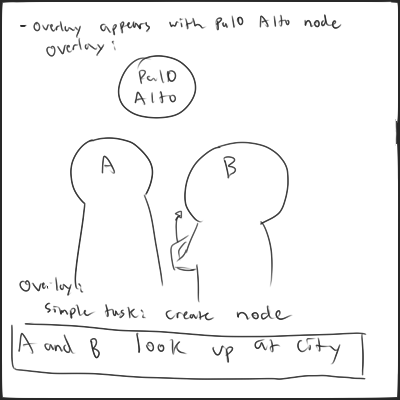 - Overlay appears with Palo Alto node
Overlay:
Palo
Alto
A
B
Overlay:
Simple task: create node
A and B look up at city